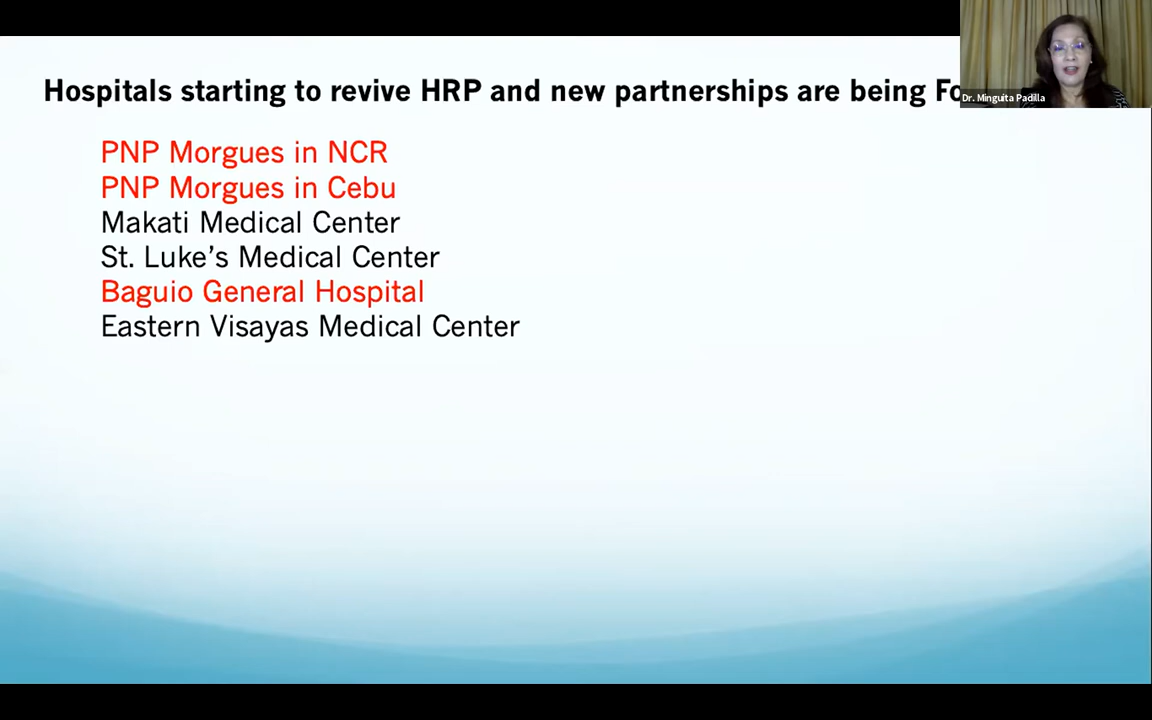 Hospitals starting to revive HRP and new partnerships are being Fo
Dr. Minguita Padilla
PNP Morgues in NCR
PNP Morgues in Cebu
Makati Medical Center
St. Luke’s Medical Center
Baguio General Hospital
Eastern Visayas Medical Center